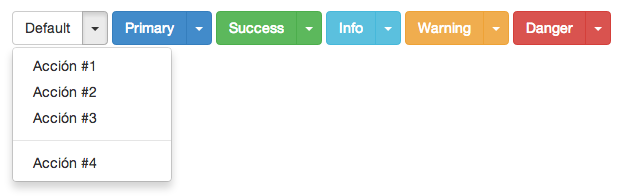 Default Primary Success Info Warning Danger
Acción #1
Acción #2
Acción #3
Acción #4